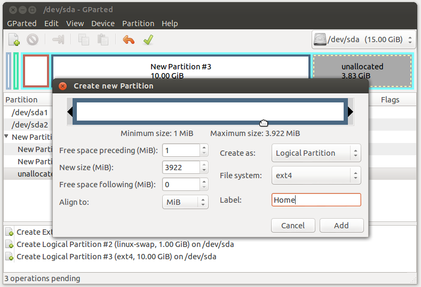 /dev/sda - GParted
GParted Edit View Device Partition Help
/dev/sda (15.00 GiB)
New Partition #3
10.00 GiB
unallocated
3.83 GiB
Create new Partition
Partition
Flags
/dev/sda1
/dev/sda2
New Partition
New Parti
New Parti
unallocated
Minimum size: 1 MiB Maximum size: 3.922 MiB
Free space preceding (MiB): 1 Create as: Logical Partition
New size (MiB): 3922 File system: ext4
Free space following (MiB): 0
Align to: MiB Label: Home
Cancel Add
Create Ext
Create Logical Partition #2 (linux-swap, 1.00 GiB) on /dev/sda
Create Logical Partition #3 (ext4, 10.00 GiB) on /dev/sda
3 operations pending